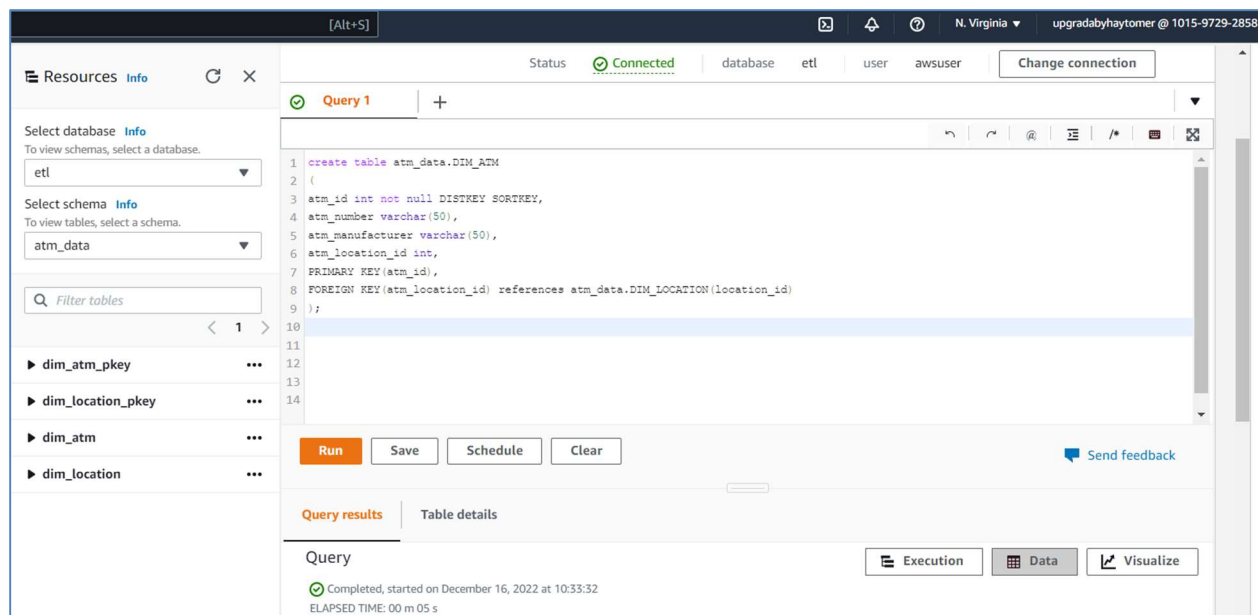 [Alt+S]
N. Virginia
upgradabyhaytomer @ 1015-9729-2858
Resources Info
Status Connected database etl user awsuser Change connection
Query 1
Select database Info
To view schemas, select a database.
etl
Select schema Info
To view tables, select a schema.
atm_data
Filter tables
1
dim_atm_pkey
dim_location_pkey
dim_atm
dim_location
/*
1 create table atm_data.DIM_ATM
2 (
3 atm_id int not null DISTKEY SORTKEY,
4 atm_number varchar(50),
5 atm_manufacturer varchar(50),
6 atm_location_id int,
7 PRIMARY KEY(atm_id),
8 FOREIGN KEY(atm_location_id) references atm_data.DIM_LOCATION(location_id)
9 );
10
11
12
13
14
Run Save Schedule Clear
Send feedback
Query results Table details
Query
Execution Data Visualize
Completed, started on December 16, 2022 at 10:33:32
ELAPSED TIME: 00 m 05 s